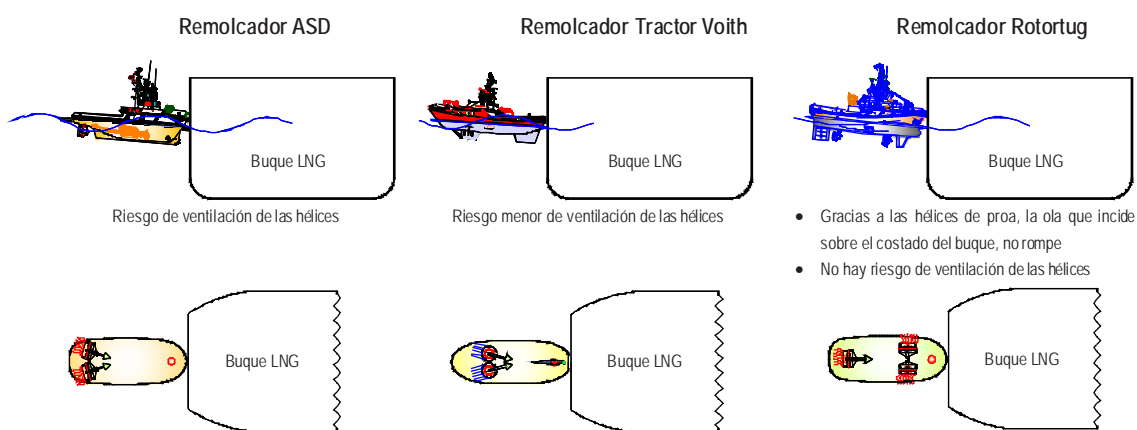 Remolcador ASD
Remolcador Tractor Voith
Remolcador Rotortug
Buque LNG
Buque LNG
Buque LNG
Riesgo de ventilación de las hélices
Riesgo menor de ventilación de las hélices
• Gracias a las hélices de proa, la ola que incide
sobre el costado del buque, no rompe
• No hay riesgo de ventilación de las hélices
Buque LNG
Buque LNG
Buque LNG